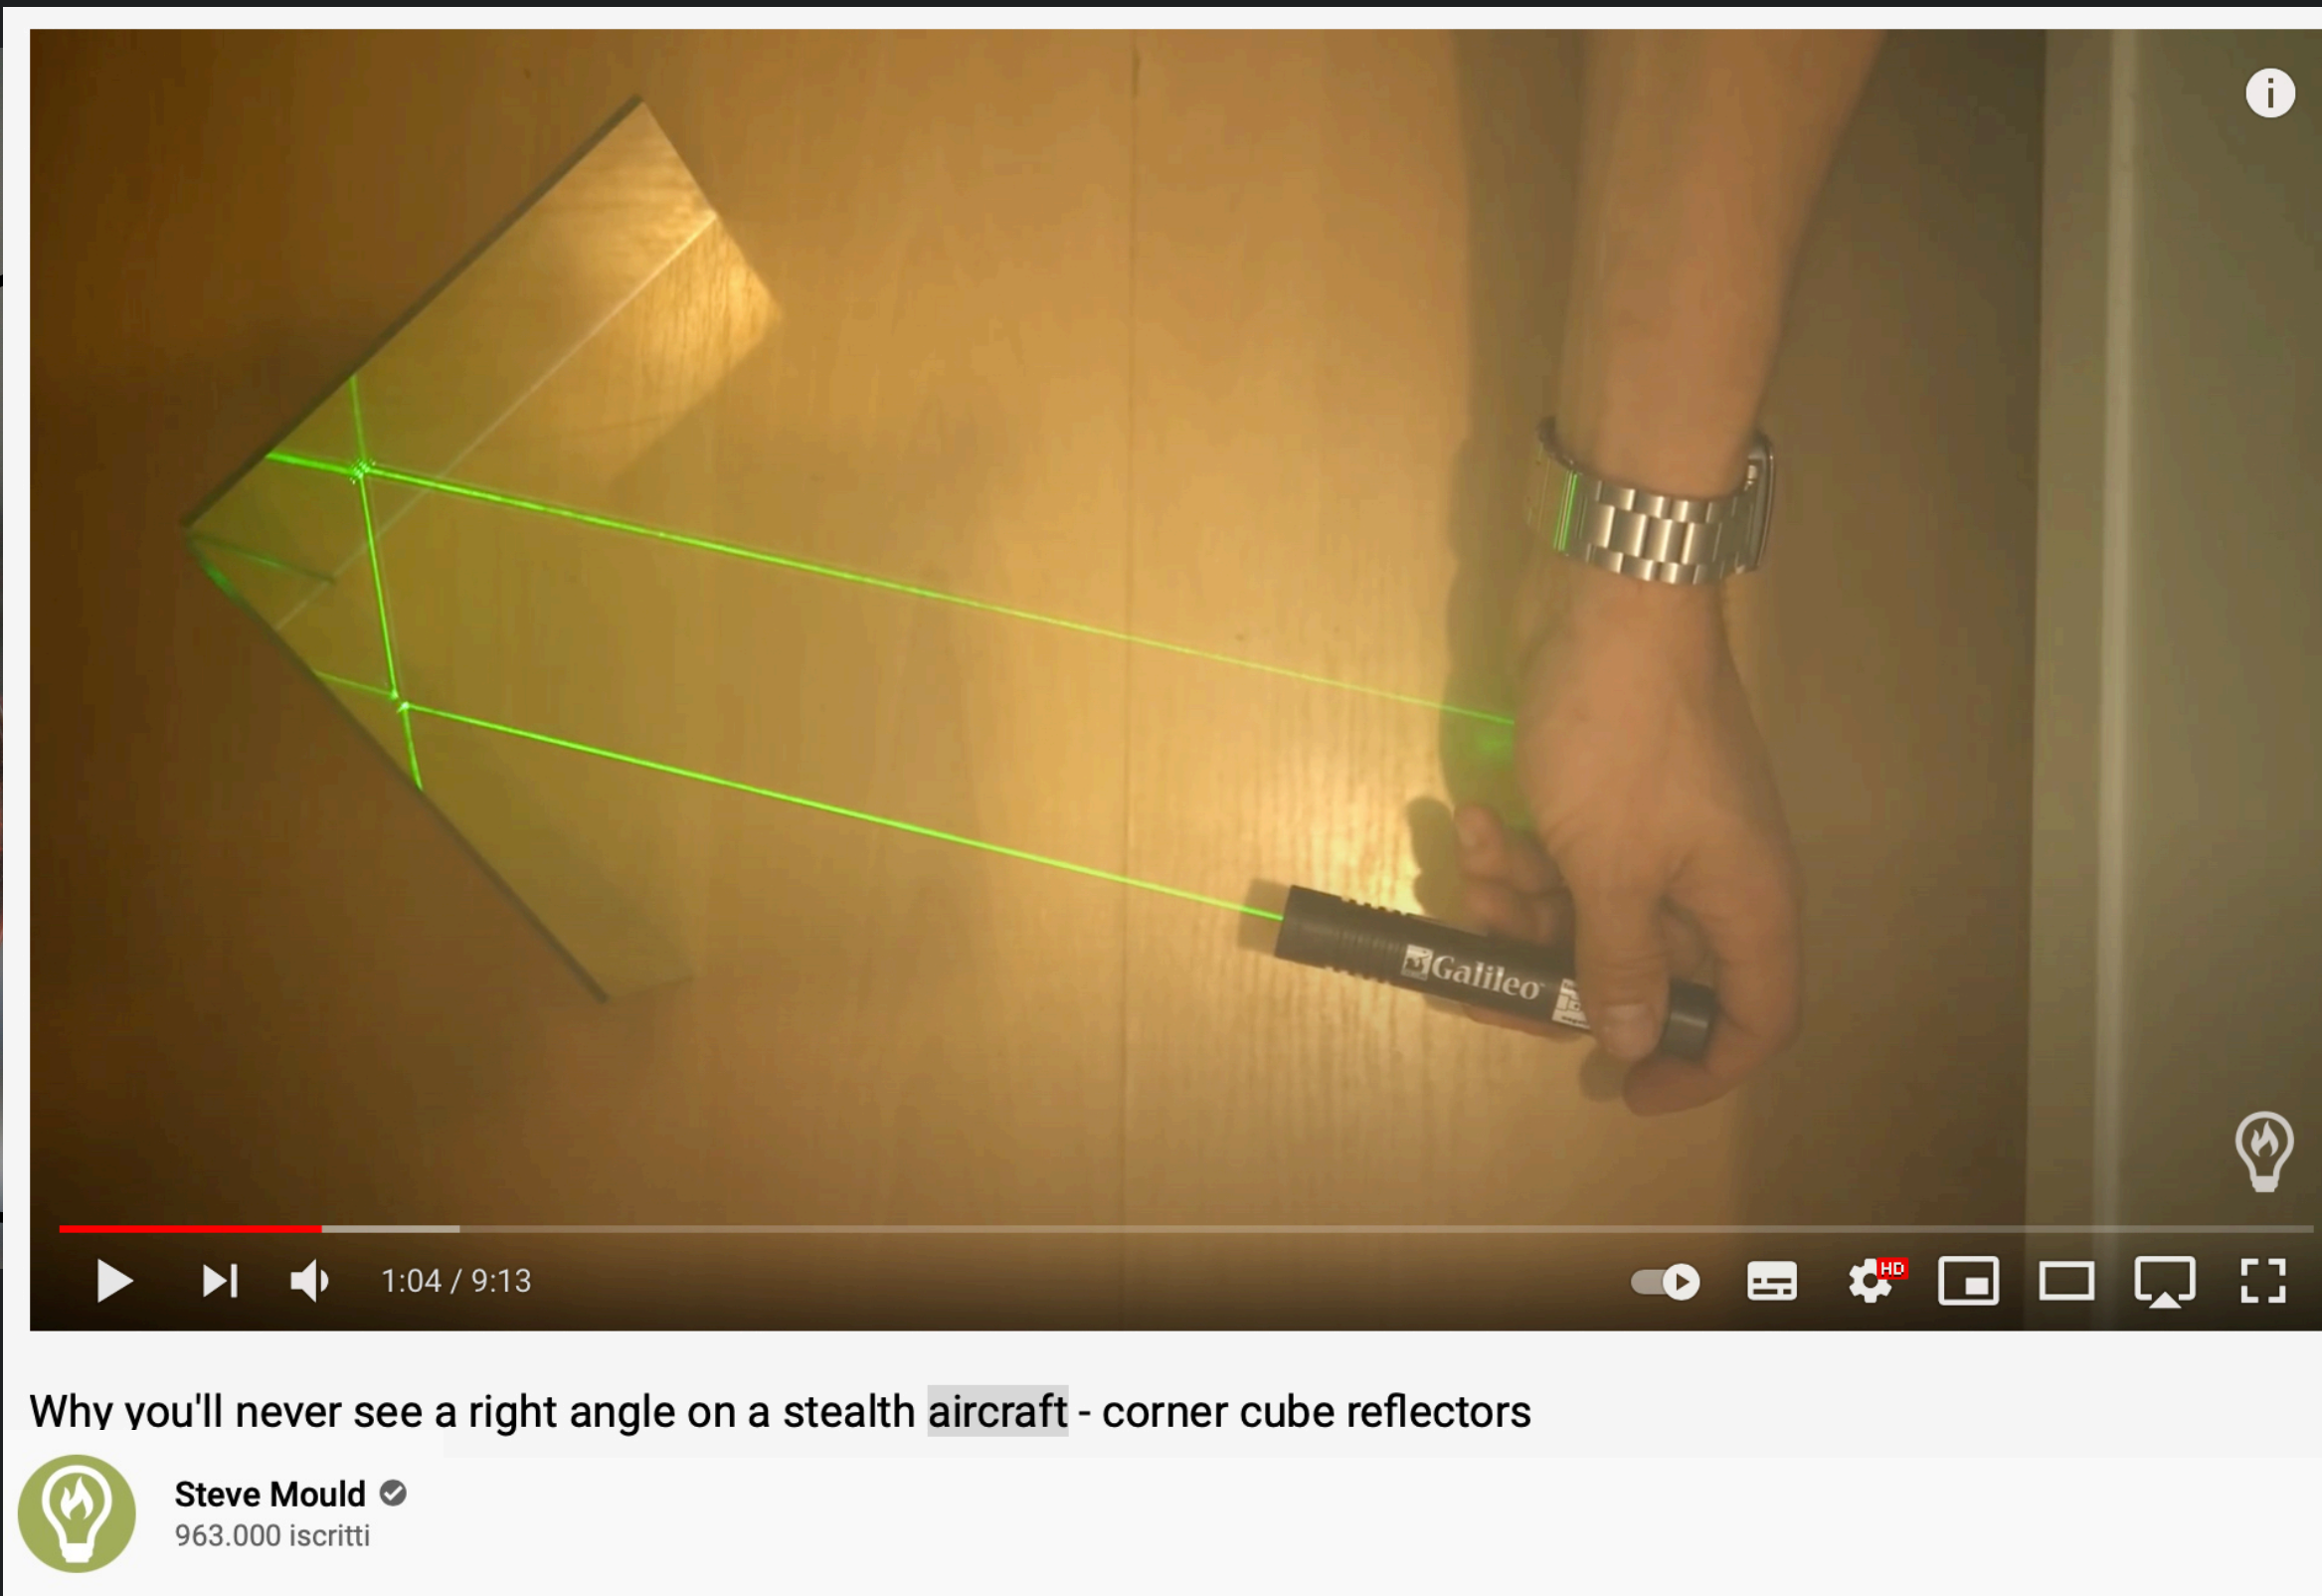 Galileo
HD
1:04 / 9:13
Why you'll never see a right angle on a stealth aircraft - corner cube reflectors
Steve Mould
963.000 iscritti